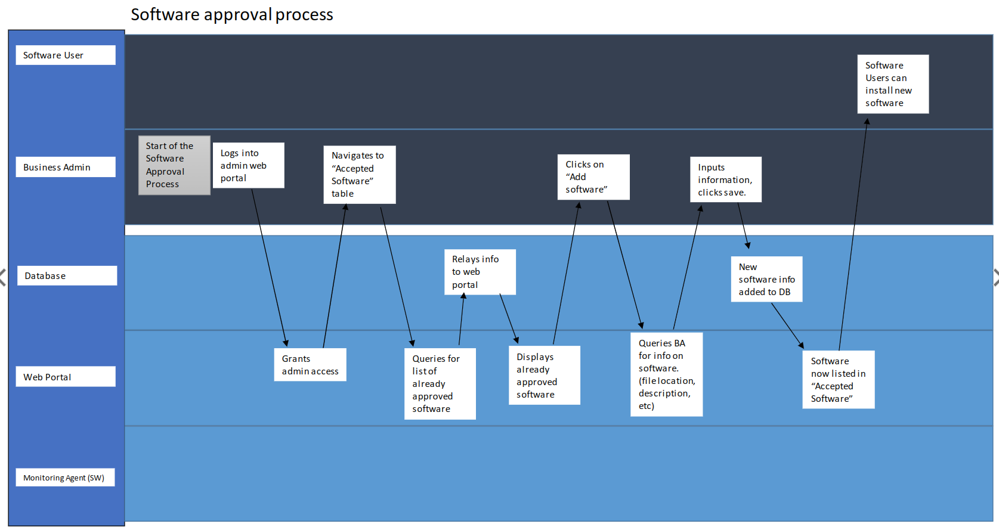 Software approval process
Software User
Software
Users can
install new
software
Business Admin
Start of the
Software
Approval
Process
Logs into
admin web
portal
Navigates to
“Accepted
Software”
table
Clicks on
“Add
software”
Inputs
information,
clicks save.
Database
Relays info
to web
portal
New
software info
added to DB
Web Portal
Grants
admin access
Queries for
list of
already
approved
software
Displays
already
approved
software
Queries BA
for info on
software.
(file location,
description,
etc)
Software
now listed in
“Accepted
Software”
Monitoring Agent (SW)